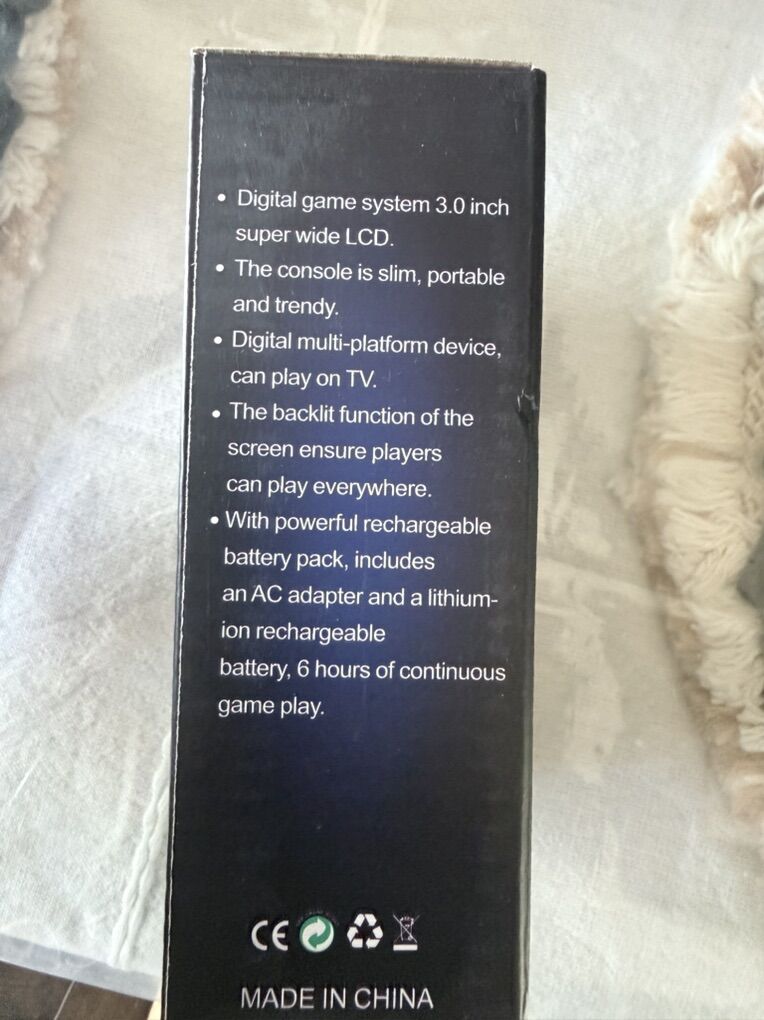 • Digital game system 3.0 inch
super wide LCD.
• The console is slim, portable
and trendy.
• Digital multi-platform device,
can play on TV.
• The backlit function of the
screen ensure players
can play everywhere.
• With powerful rechargeable
battery pack, includes
an AC adapter and a lithium-
ion rechargeable
battery, 6 hours of continuous
game play.
CE
MADE IN CHINA